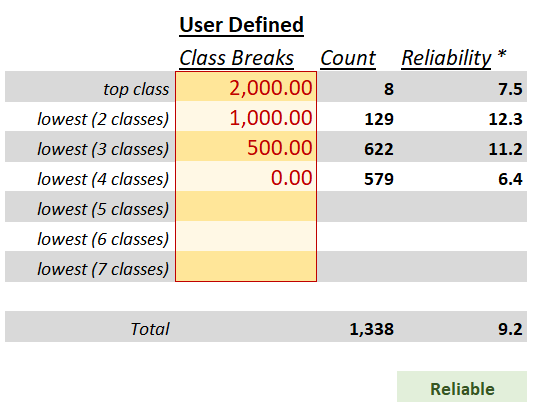 User Defined
Class Breaks Count Reliability *
top class 2,000.00 8 7.5
lowest (2 classes) 1,000.00 129 12.3
lowest (3 classes) 500.00 622 11.2
lowest (4 classes) 0.00 579 6.4
lowest (5 classes)
lowest (6 classes)
lowest (7 classes)
Total 1,338 9.2
Reliable